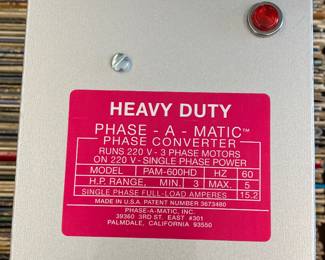 HEAVY DUTY
PHASE - A - MATIC™
PHASE CONVERTER
RUNS 220 V - 3 PHASE MOTORS
ON 220 V - SINGLE PHASE POWER
MODEL PAM-600HD HZ 60
H.P. RANGE, MIN. 3 MAX. 5
SINGLE PHASE FULL-LOAD AMPERES 15.2
MADE IN U.S.A. PATENT NUMBER 3673480
PHASE-A-MATIC, INC.
39360 3RD ST. EAST #301
PALMDALE, CALIFORNIA 93550